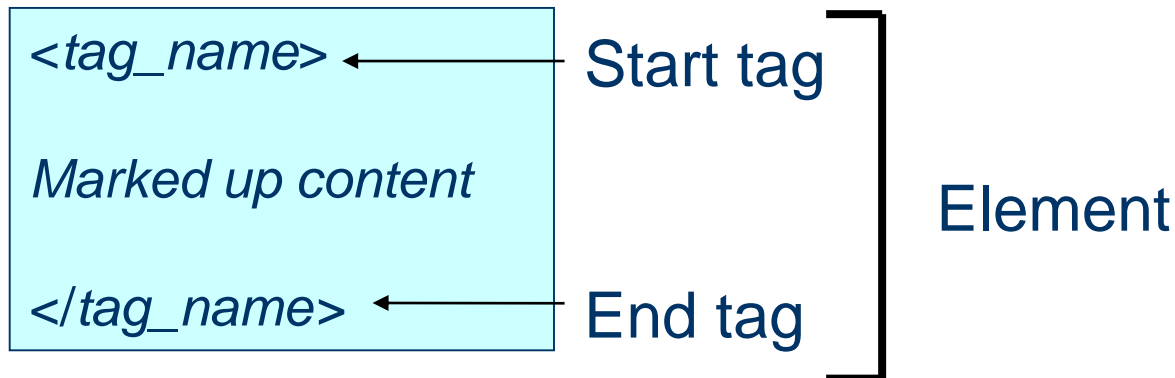 <tag_name>
Start tag
Marked up content
Element
</tag_name>
End tag